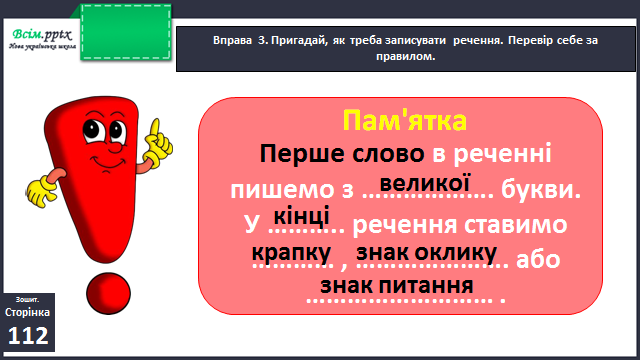 Всім.pptx
Нова українська школа
Вправа 3. Пригадай, як треба записувати речення. Перевір себе за
правилом.
Пам'ятка
Перше слово в реченні
пишемо з великої букви.
У кінці речення ставимо
крапку , знак оклику або
знак питання .
Зошит.
Сторінка
112